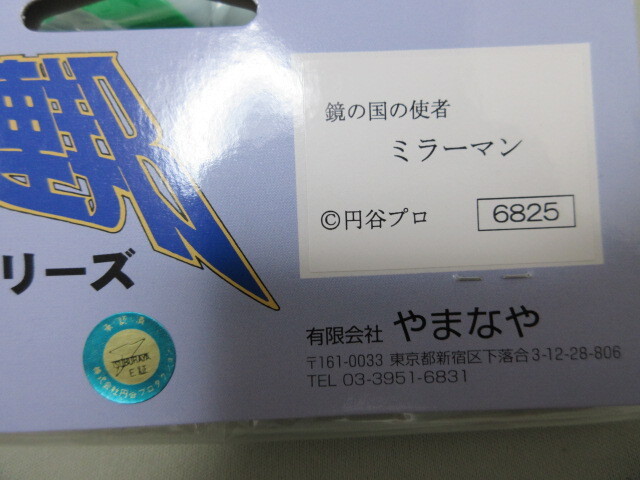 鏡の国の使者
ミラーマン
©円谷プロ
6825
リーズ
有限会社 やまなや
〒161-0033 東京都新宿区下落合3-12-28-806
TEL 03-3951-6831